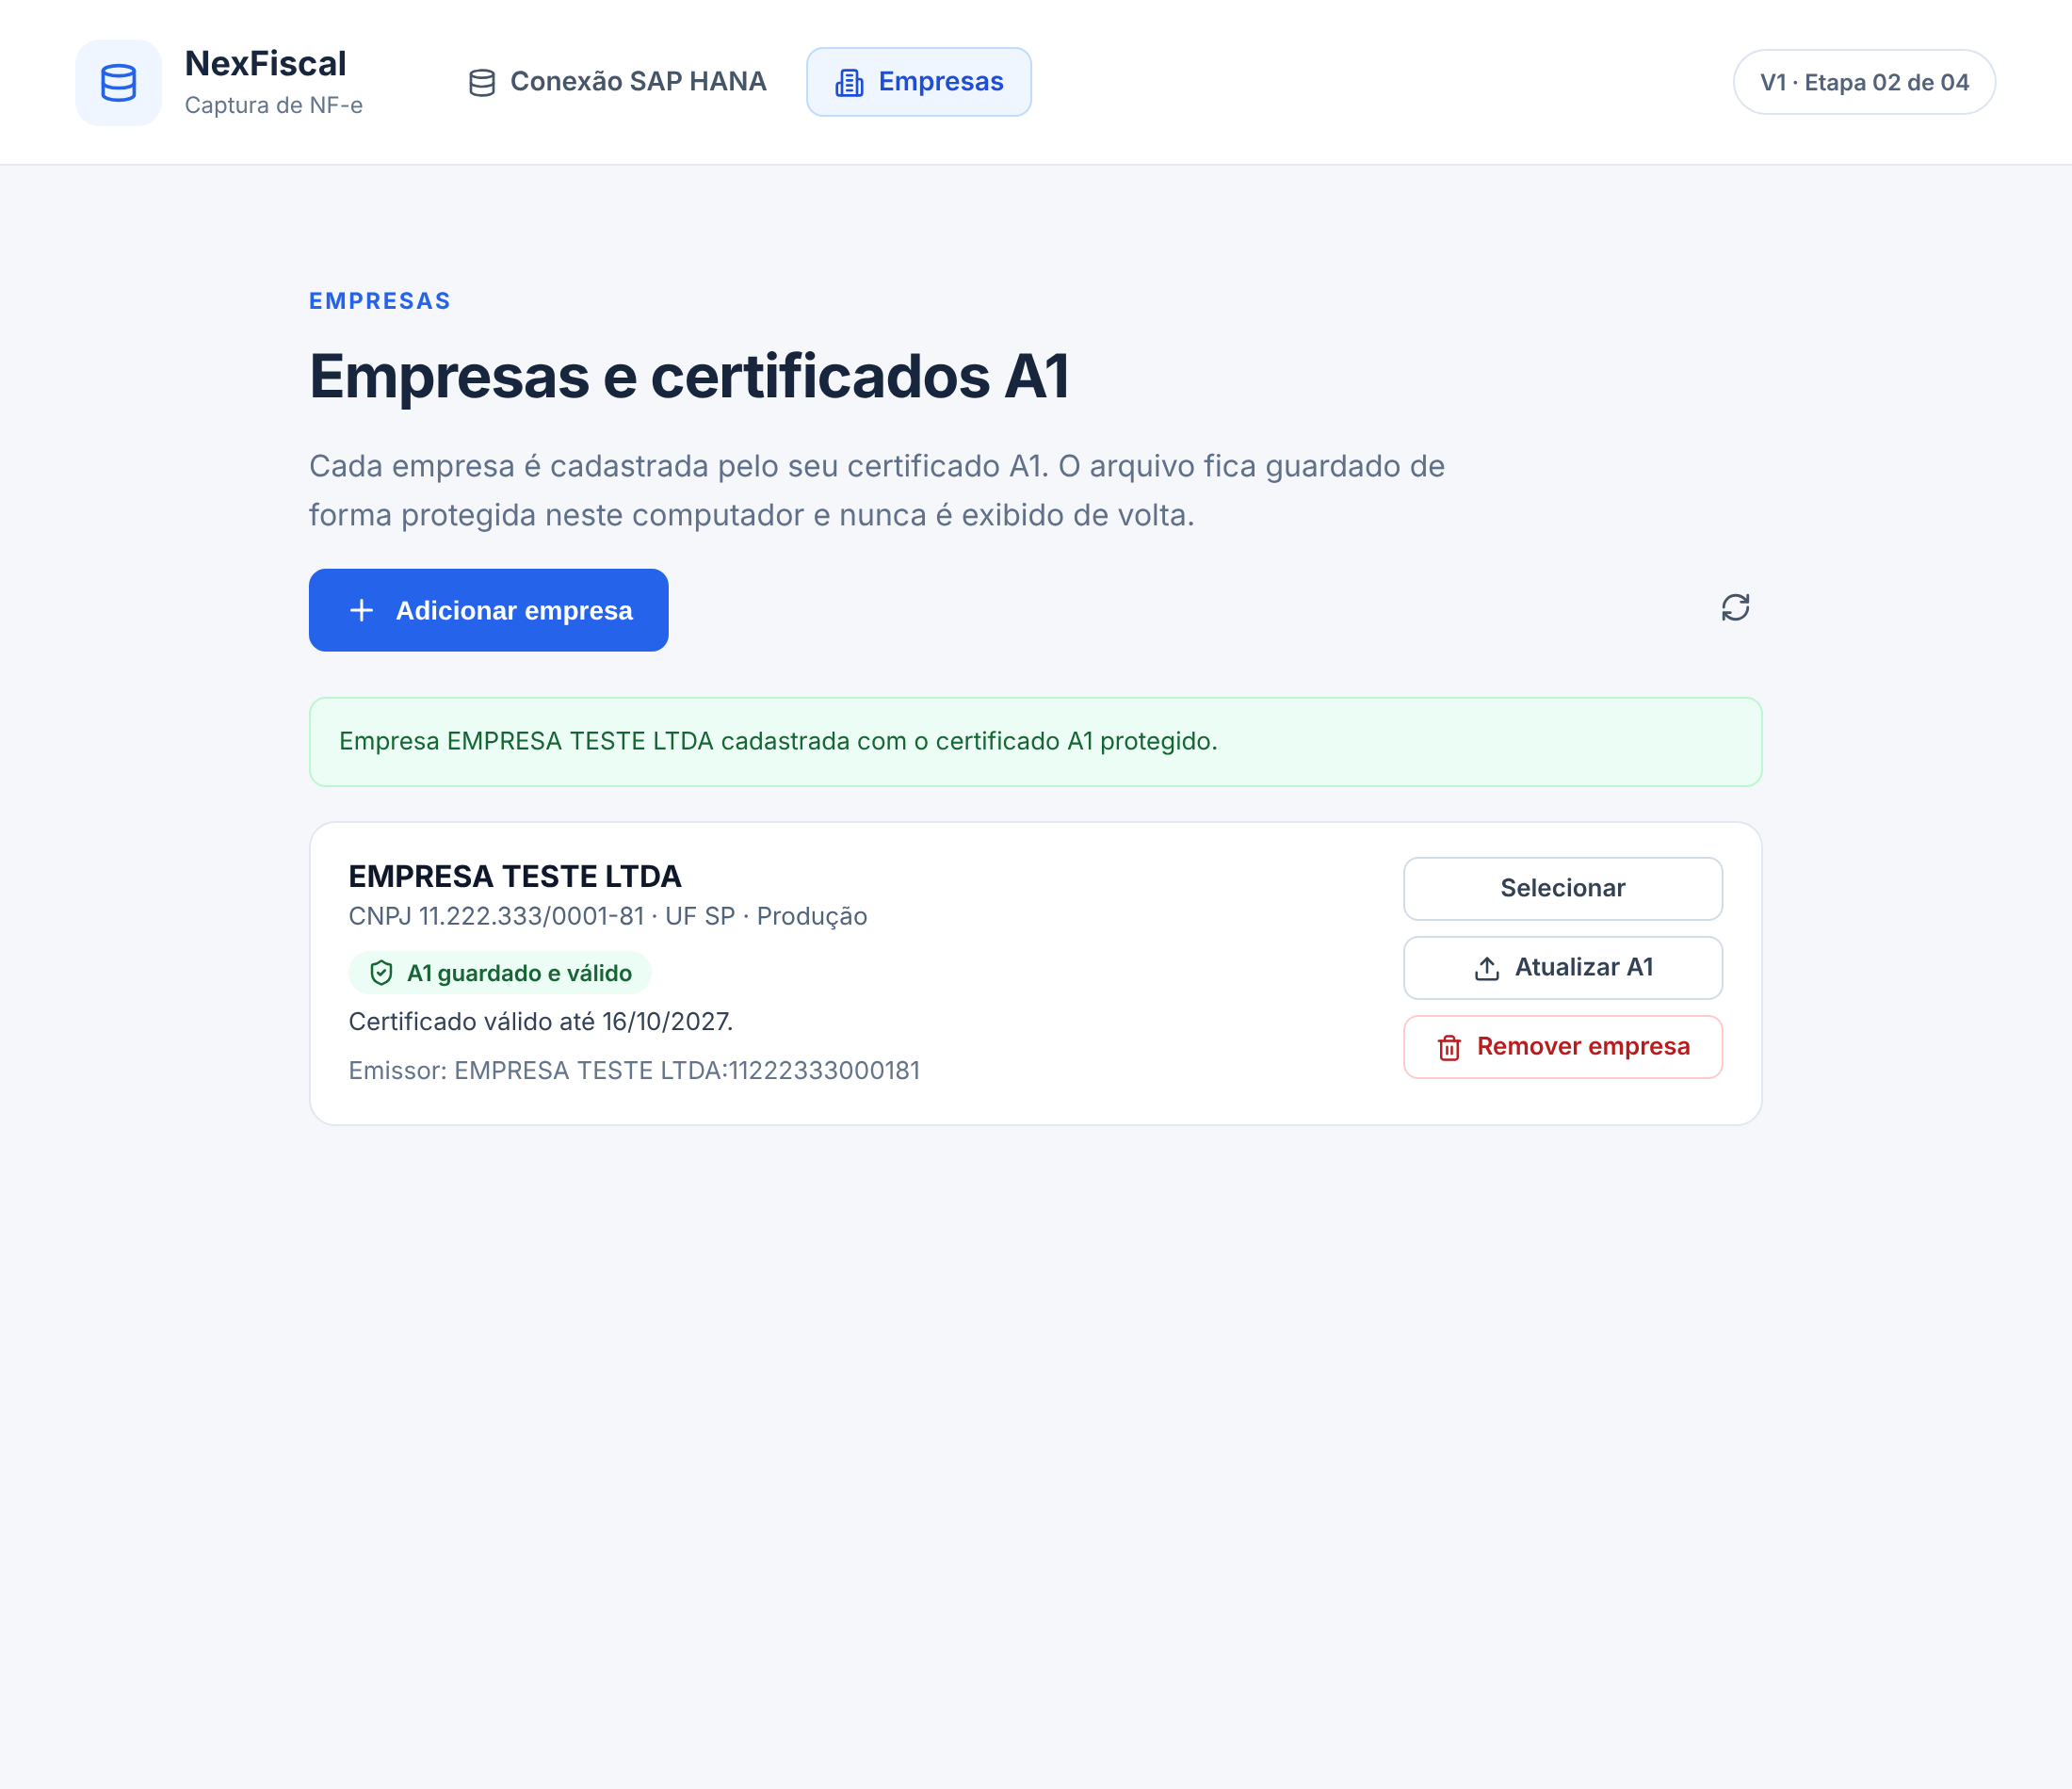 NexFiscal
Captura de NF-e
Conexão SAP HANA
Empresas
V1 · Etapa 02 de 04
EMPRESAS
Empresas e certificados A1
Cada empresa é cadastrada pelo seu certificado A1. O arquivo fica guardado de
forma protegida neste computador e nunca é exibido de volta.
Adicionar empresa
Empresa EMPRESA TESTE LTDA cadastrada com o certificado A1 protegido.
EMPRESA TESTE LTDA
CNPJ 11.222.333/0001-81 · UF SP · Produção
A1 guardado e válido
Certificado válido até 16/10/2027.
Emissor: EMPRESA TESTE LTDA:11222333000181
Selecionar
Atualizar A1
Remover empresa